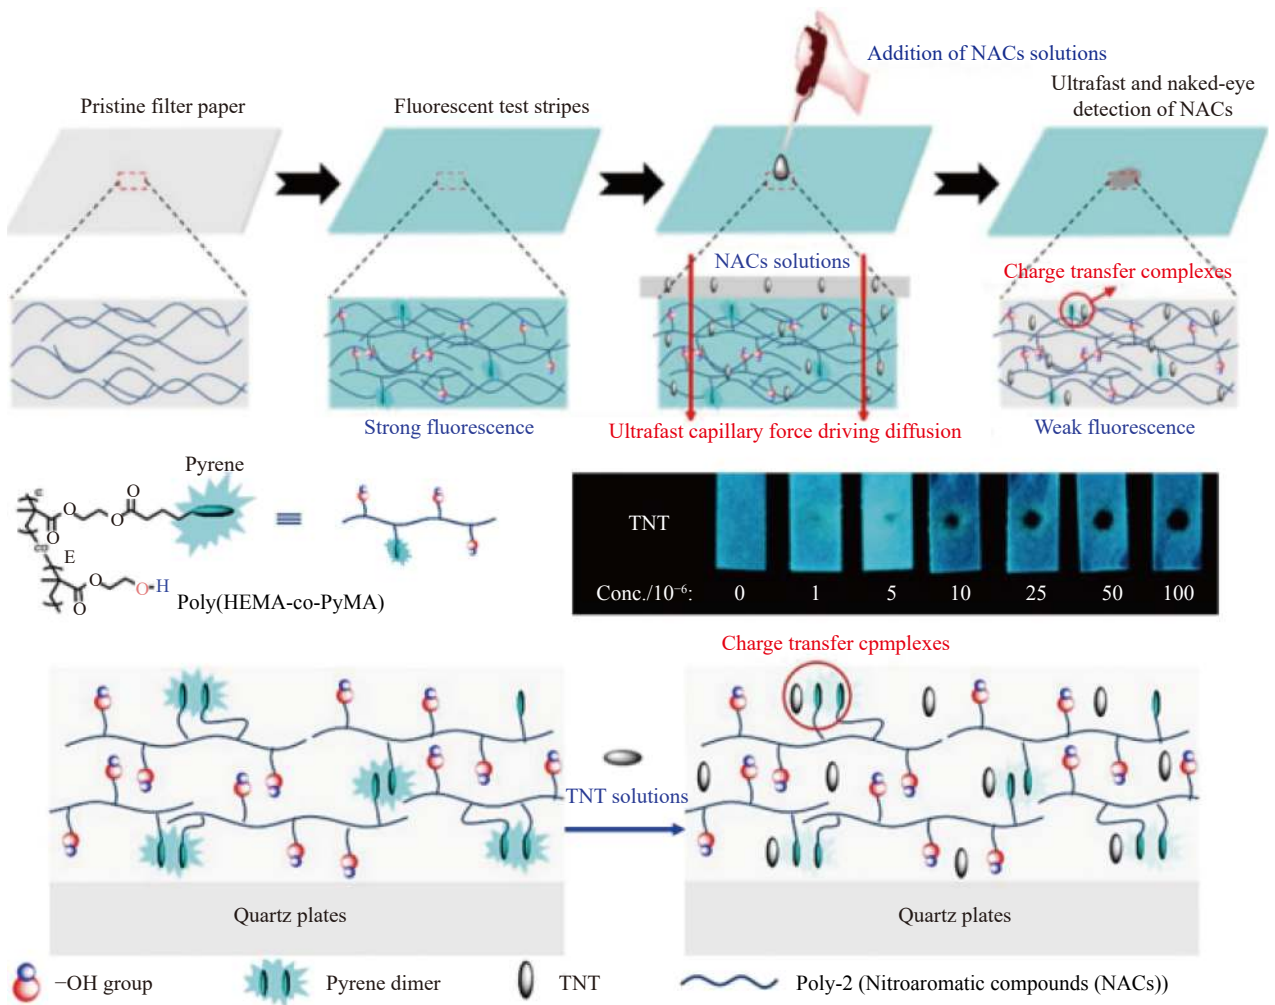 Addition of NACs solutions
Pristine filter paper
Fluorescent test stripes
Ultrafast and naked-eye
detection of NACs
NACs solutions
Charge transfer complexes
Strong fluorescence
Ultrafast capillary force driving diffusion
Weak fluorescence
Pyrene
O
O
O
O
co
E
O
O
O-H
Poly(HEMA-co-PyMA)
TNT
Conc./10⁻⁶: 0 1 5 10 25 50 100
Charge transfer cpmplexes
TNT solutions
Quartz plates
Quartz plates
−OH group
Pyrene dimer
TNT
Poly-2 (Nitroaromatic compounds (NACs))